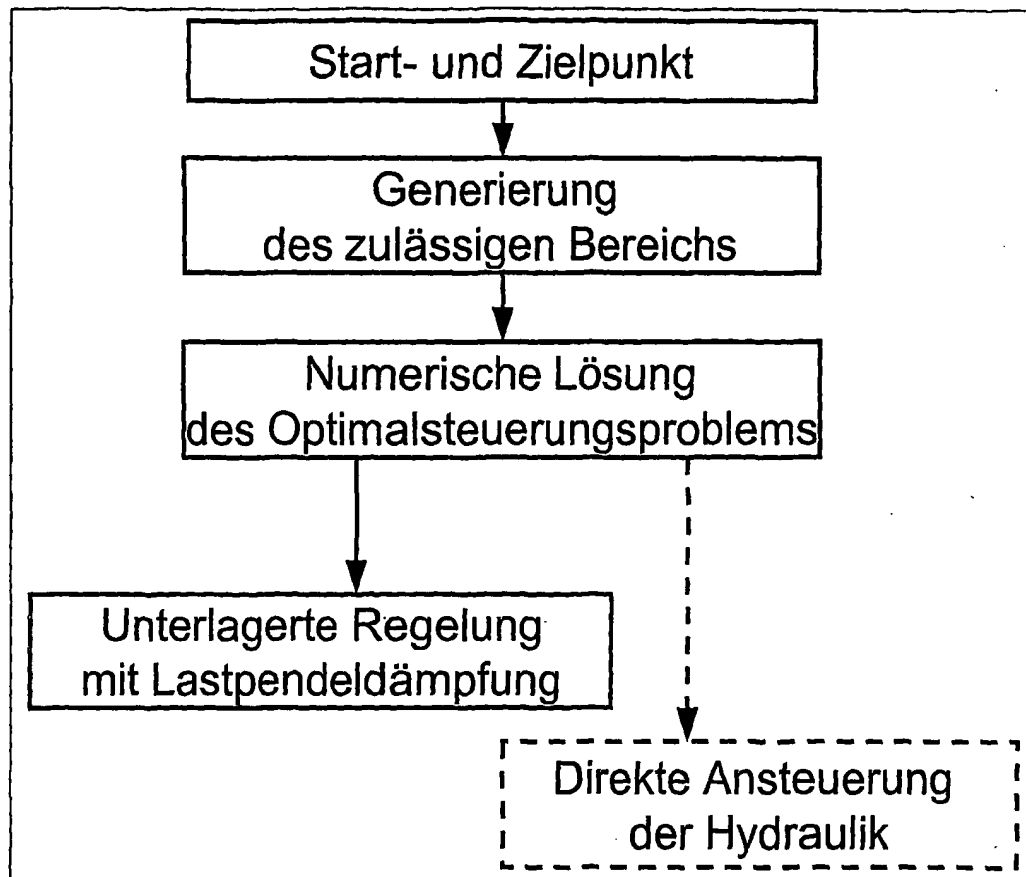 Start- und Zielpunkt
Generierung
des zulässigen Bereichs
Numerische Lösung
des Optimalsteuerungsproblems
Unterlagerte Regelung
mit Lastpendeldämpfung
Direkte Ansteuerung
der Hydraulik